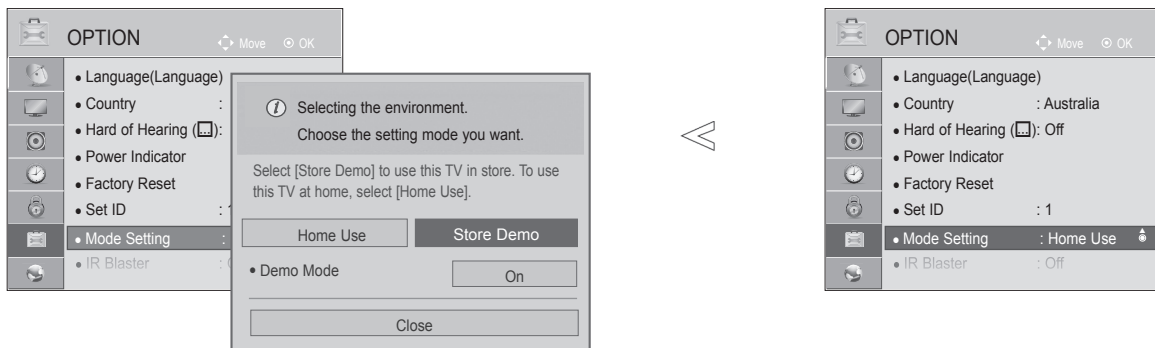 OPTION
Move OK
• Language(Language)
• Country :
• Hard of Hearing ( ):
• Power Indicator
• Factory Reset
• Set ID : 1
• Mode Setting :
• IR Blaster :
Selecting the environment.
Choose the setting mode you want.
Select [Store Demo] to use this TV in store. To use
this TV at home, select [Home Use].
Home Use Store Demo
• Demo Mode On
Close
OPTION
Move OK
• Language(Language)
• Country : Australia
• Hard of Hearing ( ): Off
• Power Indicator
• Factory Reset
• Set ID : 1
• Mode Setting : Home Use
• IR Blaster : Off